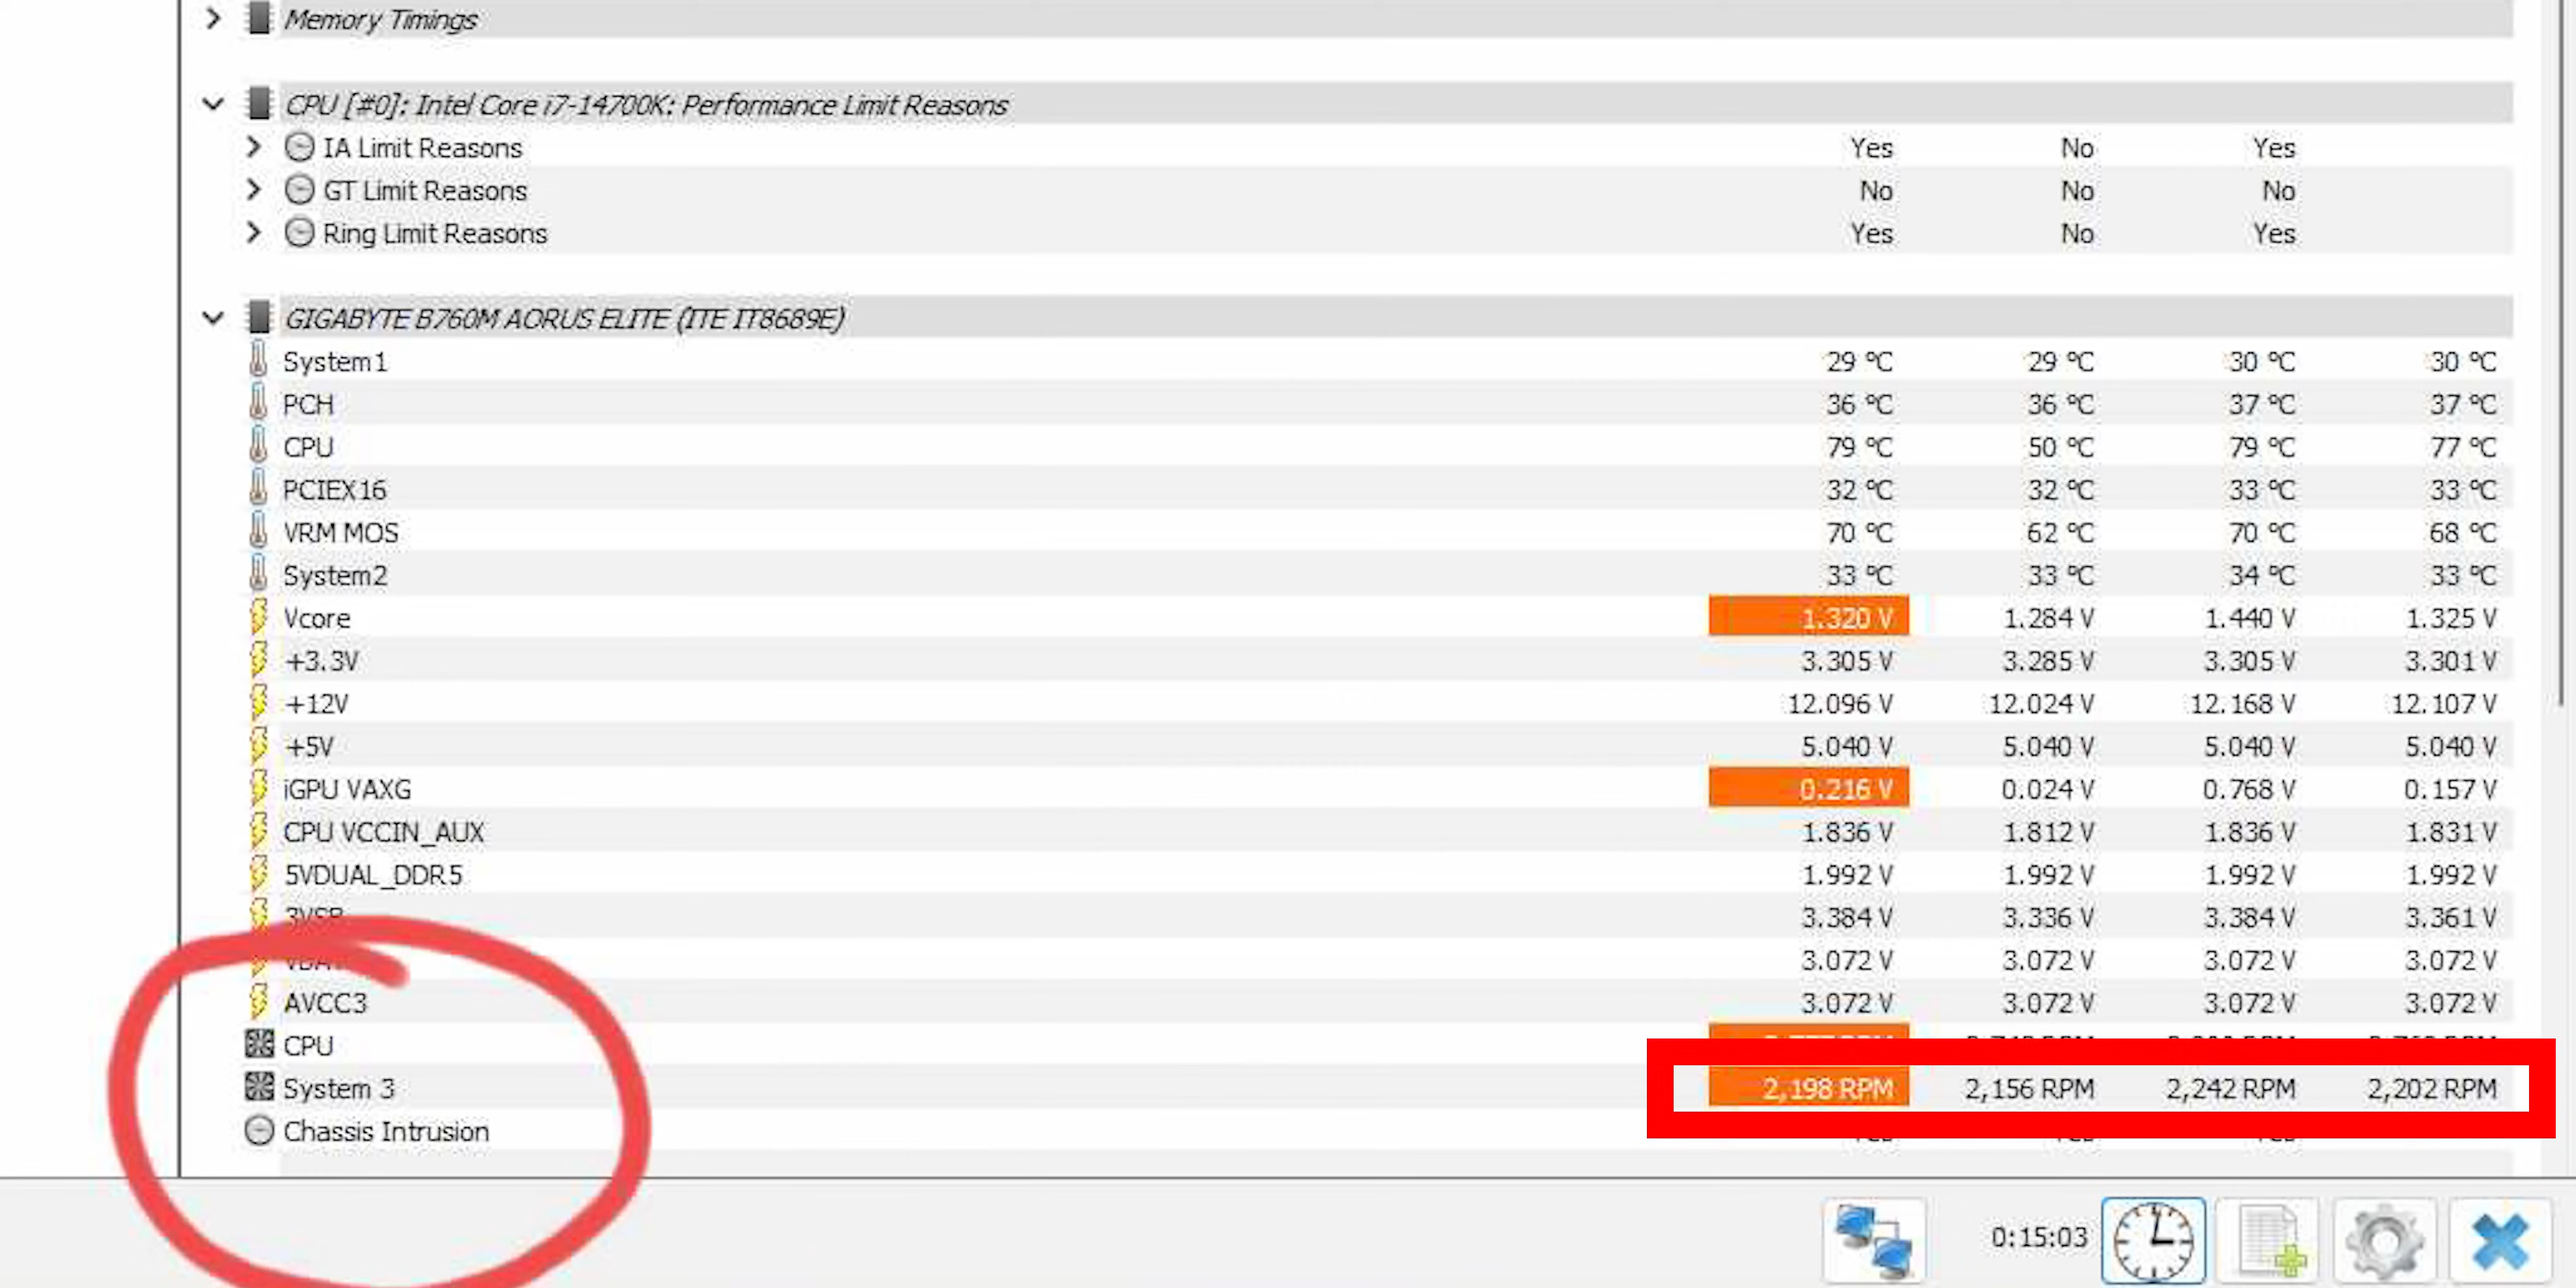 Memory Timings
CPU [#0]: Intel Core i7-14700K: Performance Limit Reasons
IA Limit Reasons Yes No Yes
GT Limit Reasons No No No
Ring Limit Reasons Yes No Yes
GIGABYTE B760M AORUS ELITE (ITE IT8689E)
System1 29 °C 29 °C 30 °C 30 °C
PCH 36 °C 36 °C 37 °C 37 °C
CPU 79 °C 50 °C 79 °C 77 °C
PCIEX16 32 °C 32 °C 33 °C 33 °C
VRM MOS 70 °C 62 °C 70 °C 68 °C
System2 33 °C 33 °C 34 °C 33 °C
Vcore 1.320 V 1.284 V 1.440 V 1.325 V
+3.3V 3.305 V 3.285 V 3.305 V 3.301 V
+12V 12.096 V 12.024 V 12.168 V 12.107 V
+5V 5.040 V 5.040 V 5.040 V 5.040 V
iGPU VAXG 0.216 V 0.024 V 0.768 V 0.157 V
CPU VCCIN_AUX 1.836 V 1.812 V 1.836 V 1.831 V
5VDUAL_DDR5 1.992 V 1.992 V 1.992 V 1.992 V
3VSB 3.384 V 3.336 V 3.384 V 3.361 V
3.072 V 3.072 V 3.072 V 3.072 V
AVCC3 3.072 V 3.072 V 3.072 V 3.072 V
CPU
System 3 2,198 RPM 2,156 RPM 2,242 RPM 2,202 RPM
Chassis Intrusion
0:15:03